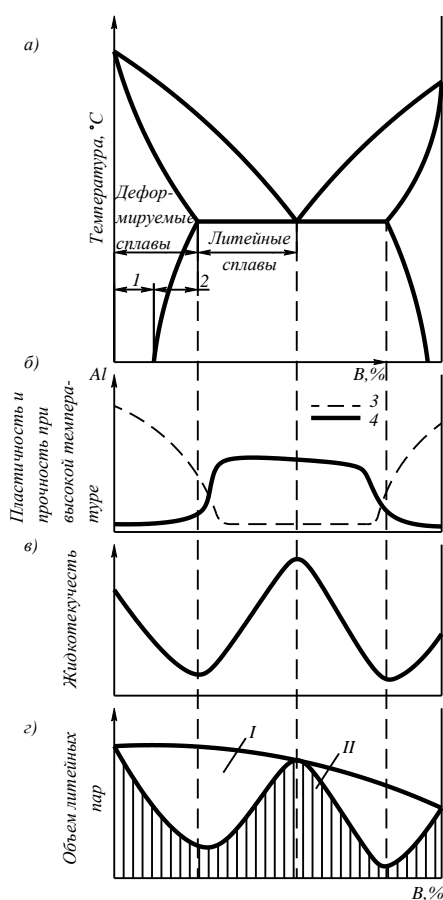 а)
Температура, °C
Дефор-
мируемые
сплавы
Литейные
сплавы
1
2
б)
Al
B,%
Пластичность и
прочность при
высокой темпера-
туре
3
4
в)
Жидкотекучесть
г)
Объем литейных
пар
I
II
B,%